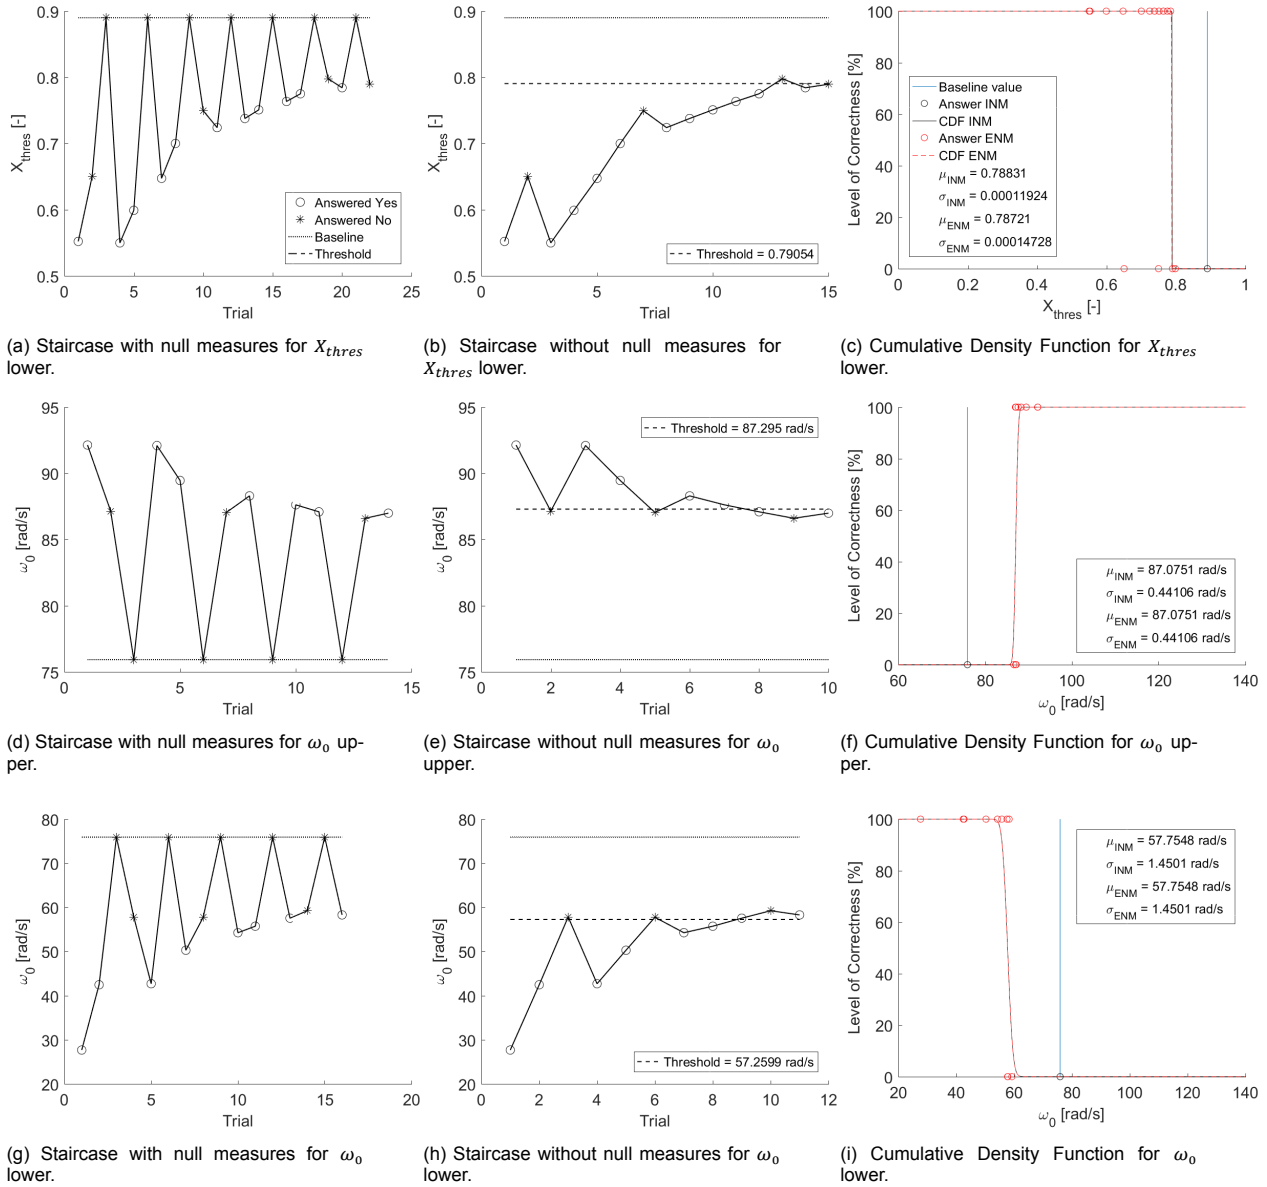 0.9
0.8
0.7
0.6
0.5
X_thres [-]
0 5 10 15 20 25
Trial
Answered Yes
Answered No
Baseline
Threshold
(a) Staircase with null measures for X_thres
lower.
0.9
0.8
0.7
0.6
0.5
X_thres [-]
0 5 10 15
Trial
Threshold = 0.79054
(b) Staircase without null measures for
X_thres lower.
100
80
60
40
20
0
Level of Correctness [%]
0 0.2 0.4 0.6 0.8 1
X_thres [-]
Baseline value
Answer INM
CDF INM
Answer ENM
CDF ENM
μ_INM = 0.78831
σ_INM = 0.00011924
μ_ENM = 0.78721
σ_ENM = 0.00014728
(c) Cumulative Density Function for X_thres
lower.
95
90
85
80
75
ω_0 [rad/s]
0 5 10 15
Trial
(d) Staircase with null measures for ω_0 up-
per.
95
90
85
80
75
ω_0 [rad/s]
0 2 4 6 8 10
Trial
Threshold = 87.295 rad/s
(e) Staircase without null measures for ω_0
upper.
100
80
60
40
20
0
Level of Correctness [%]
60 80 100 120 140
ω_0 [rad/s]
μ_INM = 87.0751 rad/s
σ_INM = 0.44106 rad/s
μ_ENM = 87.0751 rad/s
σ_ENM = 0.44106 rad/s
(f) Cumulative Density Function for ω_0 up-
per.
80
70
60
50
40
30
20
ω_0 [rad/s]
0 5 10 15 20
Trial
(g) Staircase with null measures for ω_0
lower.
80
70
60
50
40
30
20
ω_0 [rad/s]
0 2 4 6 8 10 12
Trial
Threshold = 57.2599 rad/s
(h) Staircase without null measures for ω_0
lower.
100
80
60
40
20
0
Level of Correctness [%]
20 40 60 80 100 120 140
ω_0 [rad/s]
μ_INM = 57.7548 rad/s
σ_INM = 1.4501 rad/s
μ_ENM = 57.7548 rad/s
σ_ENM = 1.4501 rad/s
(i) Cumulative Density Function for ω_0
lower.